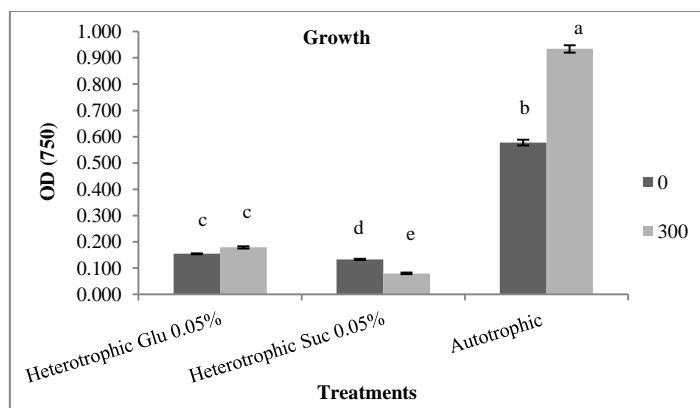 Growth
1.000
0.900
0.800
0.700
0.600
0.500
0.400
0.300
0.200
0.100
0.000
OD (750)
c
c
d
e
b
a
0
300
Heterotrophic Glu 0.05%
Heterotrophic Suc 0.05%
Autotrophic
Treatments